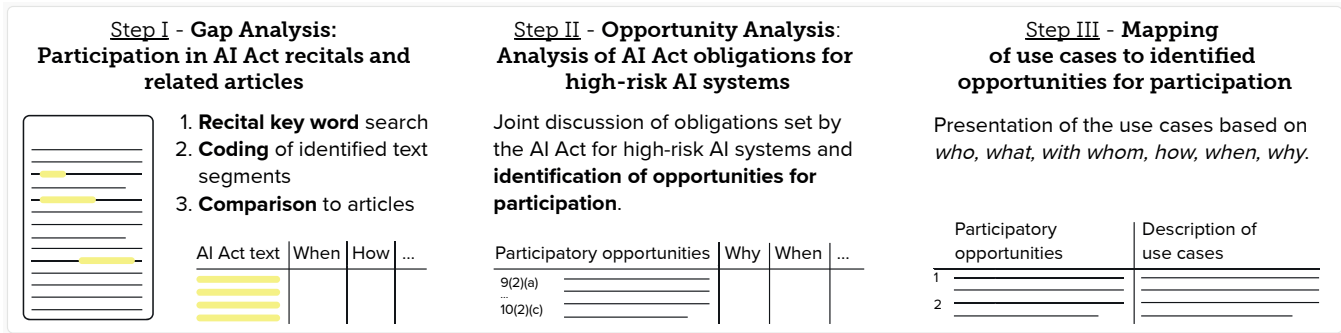 Step I - Gap Analysis:
Participation in AI Act recitals and
related articles
1. Recital key word search
2. Coding of identified text
segments
3. Comparison to articles
AI Act text When How ...
Step II - Opportunity Analysis:
Analysis of AI Act obligations for
high-risk AI systems
Joint discussion of obligations set by
the AI Act for high-risk AI systems and
identification of opportunities for
participation.
Participatory opportunities Why When ...
9(2)(a)
...
10(2)(c)
Step III - Mapping
of use cases to identified
opportunities for participation
Presentation of the use cases based on
who, what, with whom, how, when, why.
Participatory Description of
opportunities use cases
1
2